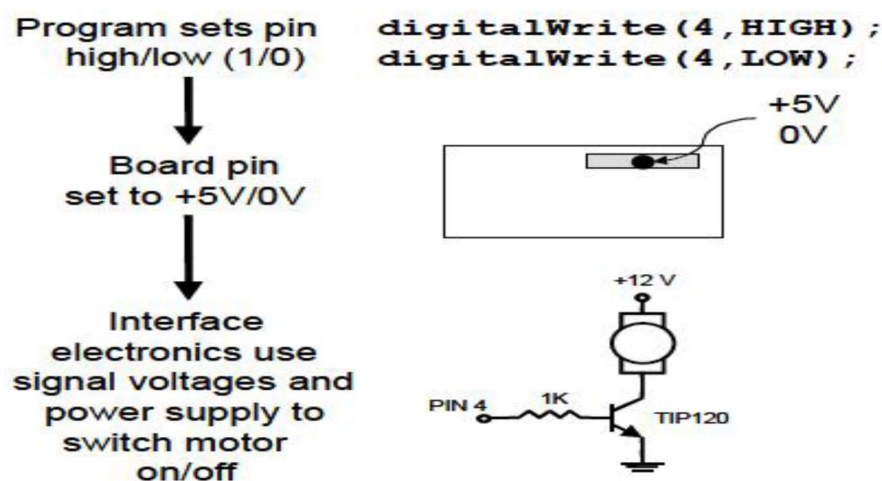 Program sets pin
high/low (1/0)
digitalWrite(4,HIGH);
digitalWrite(4,LOW);
+5V
0V
Board pin
set to +5V/0V
+12 V
Interface
electronics use
signal voltages and
power supply to
switch motor
on/off
PIN 4
1K
TIP120